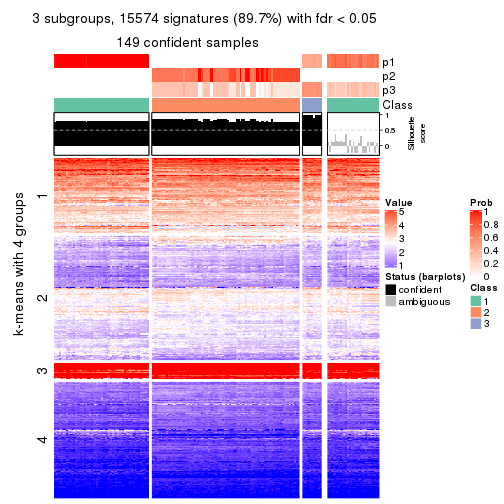 3 subgroups, 15574 signatures (89.7%) with fdr < 0.05
149 confident samples
p1
p2
p3
Class
1
0.5
0
Silhouette
score
k-means with 4 groups
1
2
3
4
Value
5
4
3
2
1
Status (barplots)
confident
ambiguous
Prob
1
0.8
0.6
0.4
0.2
0
Class
1
2
3